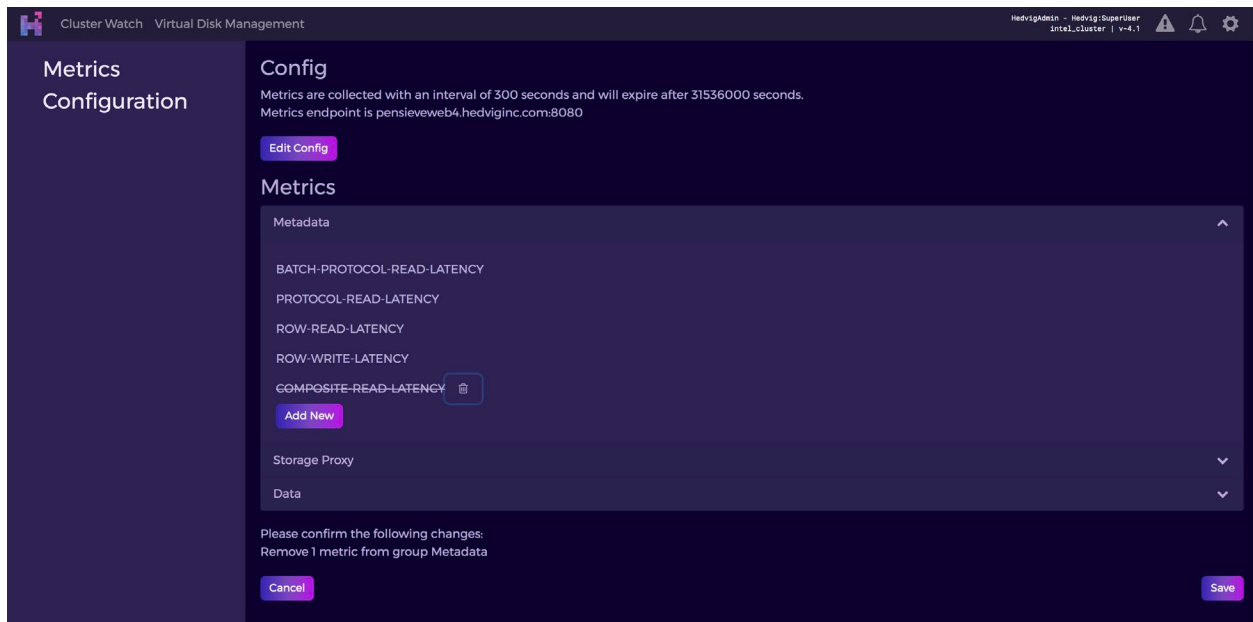 Cluster Watch Virtual Disk Management
HedvigAdmin - Hedvig:SuperUser
intel_cluster | v-4.1
Metrics
Configuration
Config
Metrics are collected with an interval of 300 seconds and will expire after 31536000 seconds.
Metrics endpoint is pensieveweb4.hedviginc.com:8080
Edit Config
Metrics
Metadata
BATCH-PROTOCOL-READ-LATENCY
PROTOCOL-READ-LATENCY
ROW-READ-LATENCY
ROW-WRITE-LATENCY
COMPOSITE-READ-LATENCY
Add New
Storage Proxy
Data
Please confirm the following changes:
Remove 1 metric from group Metadata
Cancel
Save